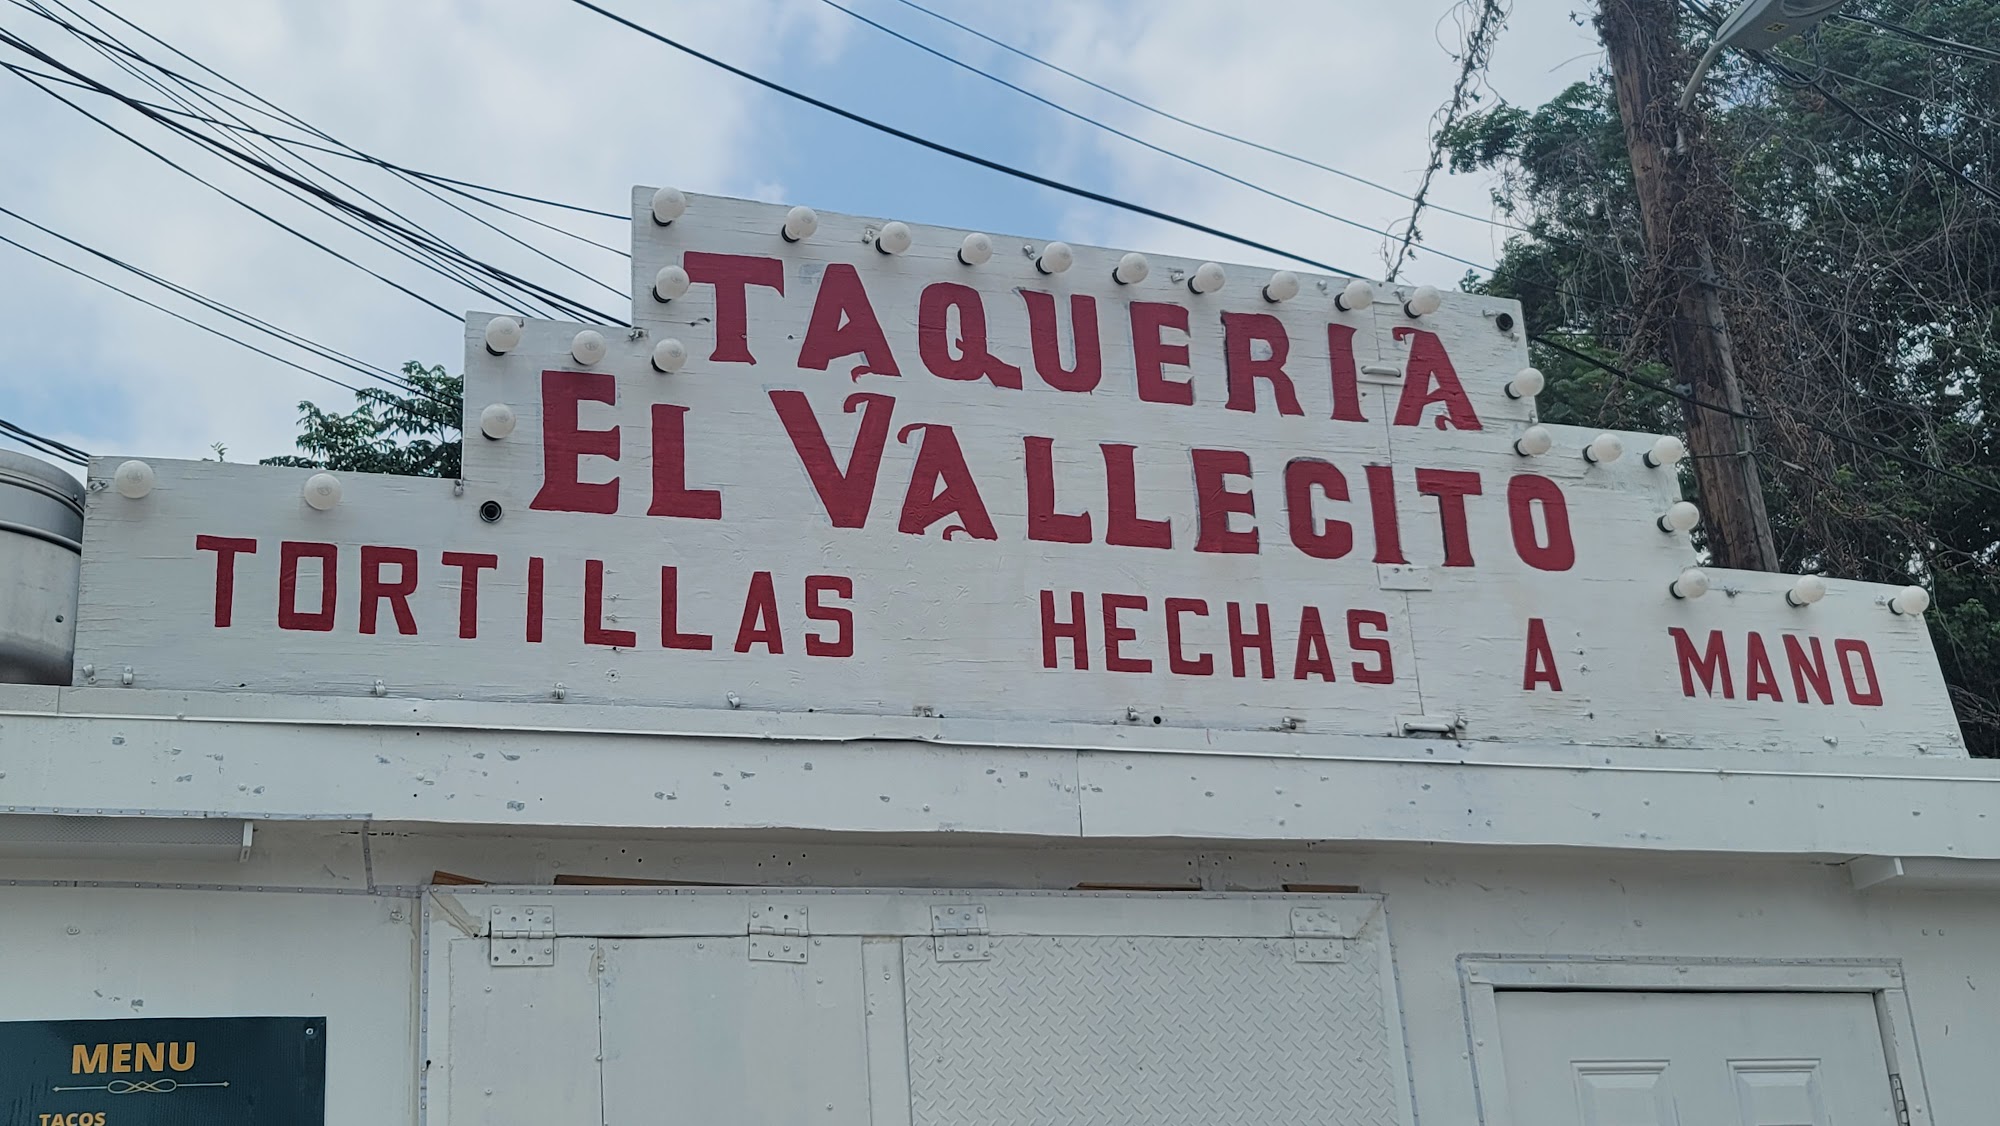 TAQUERIA
EL VALLECITO
TORTILLAS HECHAS A MANO
MENU
TACOS